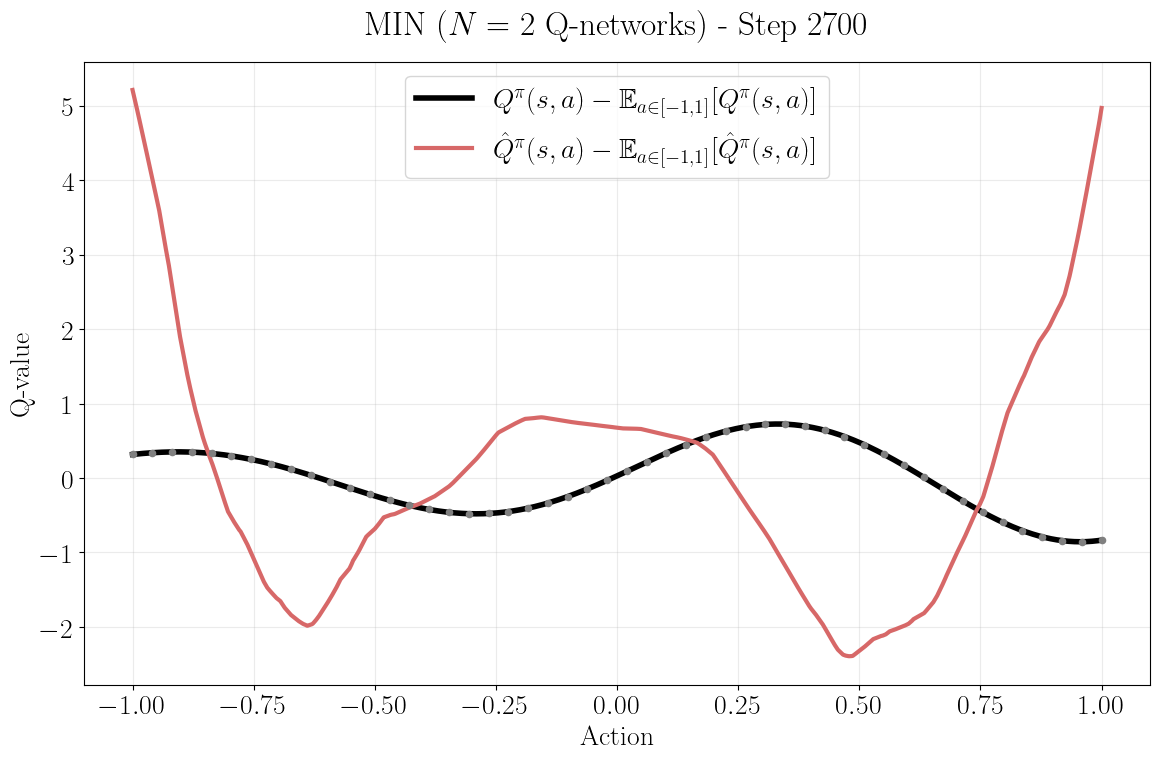 MIN (N = 2 Q-networks) - Step 2700
Q^π(s, a) − 𝔼_{a∈[−1,1]}[Q^π(s, a)]
Q̂^π(s, a) − 𝔼_{a∈[−1,1]}[Q̂^π(s, a)]
Q-value
5
4
3
2
1
0
−1
−2
−1.00 −0.75 −0.50 −0.25 0.00 0.25 0.50 0.75 1.00
Action